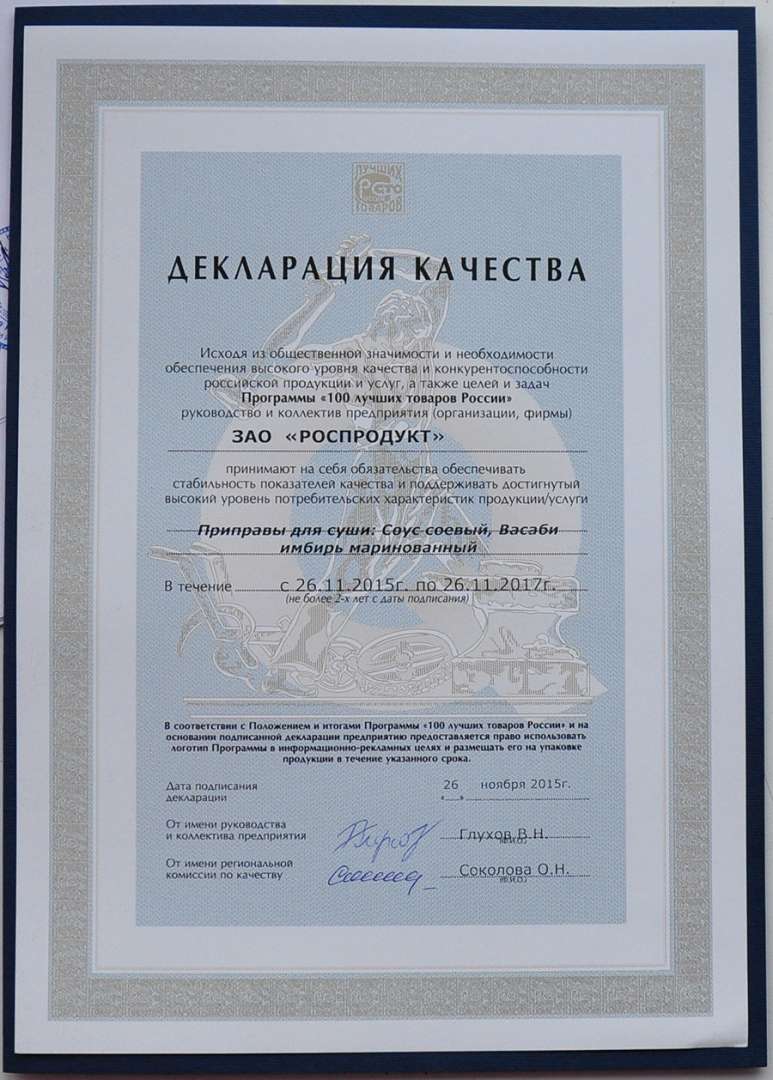 ЛУЧШИХ
СТО
ТОВАРОВ
ДЕКЛАРАЦИЯ КАЧЕСТВА
Исходя из общественной значимости и необходимости
обеспечения высокого уровня качества и конкурентоспособности
российской продукции и услуг, а также целей и задач
Программы «100 лучших товаров России»
руководство и коллектив предприятия (организации, фирмы)
ЗАО «РОСПРОДУКТ»
принимают на себя обязательства обеспечивать
стабильность показателей качества и поддерживать достигнутый
высокий уровень потребительских характеристик продукции/услуги
Приправы для суши: Соус соевый, Васаби
имбирь маринованный
В течение с 26.11.2015г. по 26.11.2017г.
(не более 2-х лет с даты подписания)
В соответствии с Положением и итогами Программы «100 лучших товаров России» и на
основании подписанной декларации предприятию предоставляется право использовать
логотип Программы в информационно-рекламных целях и размещать его на упаковке
продукции в течение указанного срока.
Дата подписания
декларации
26 ноября 2015г.
От имени руководства
и коллектива предприятия
Глухов В.Н.
(Ф.И.О.)
От имени региональной
комиссии по качеству
Соколова О.Н.
(Ф.И.О.)